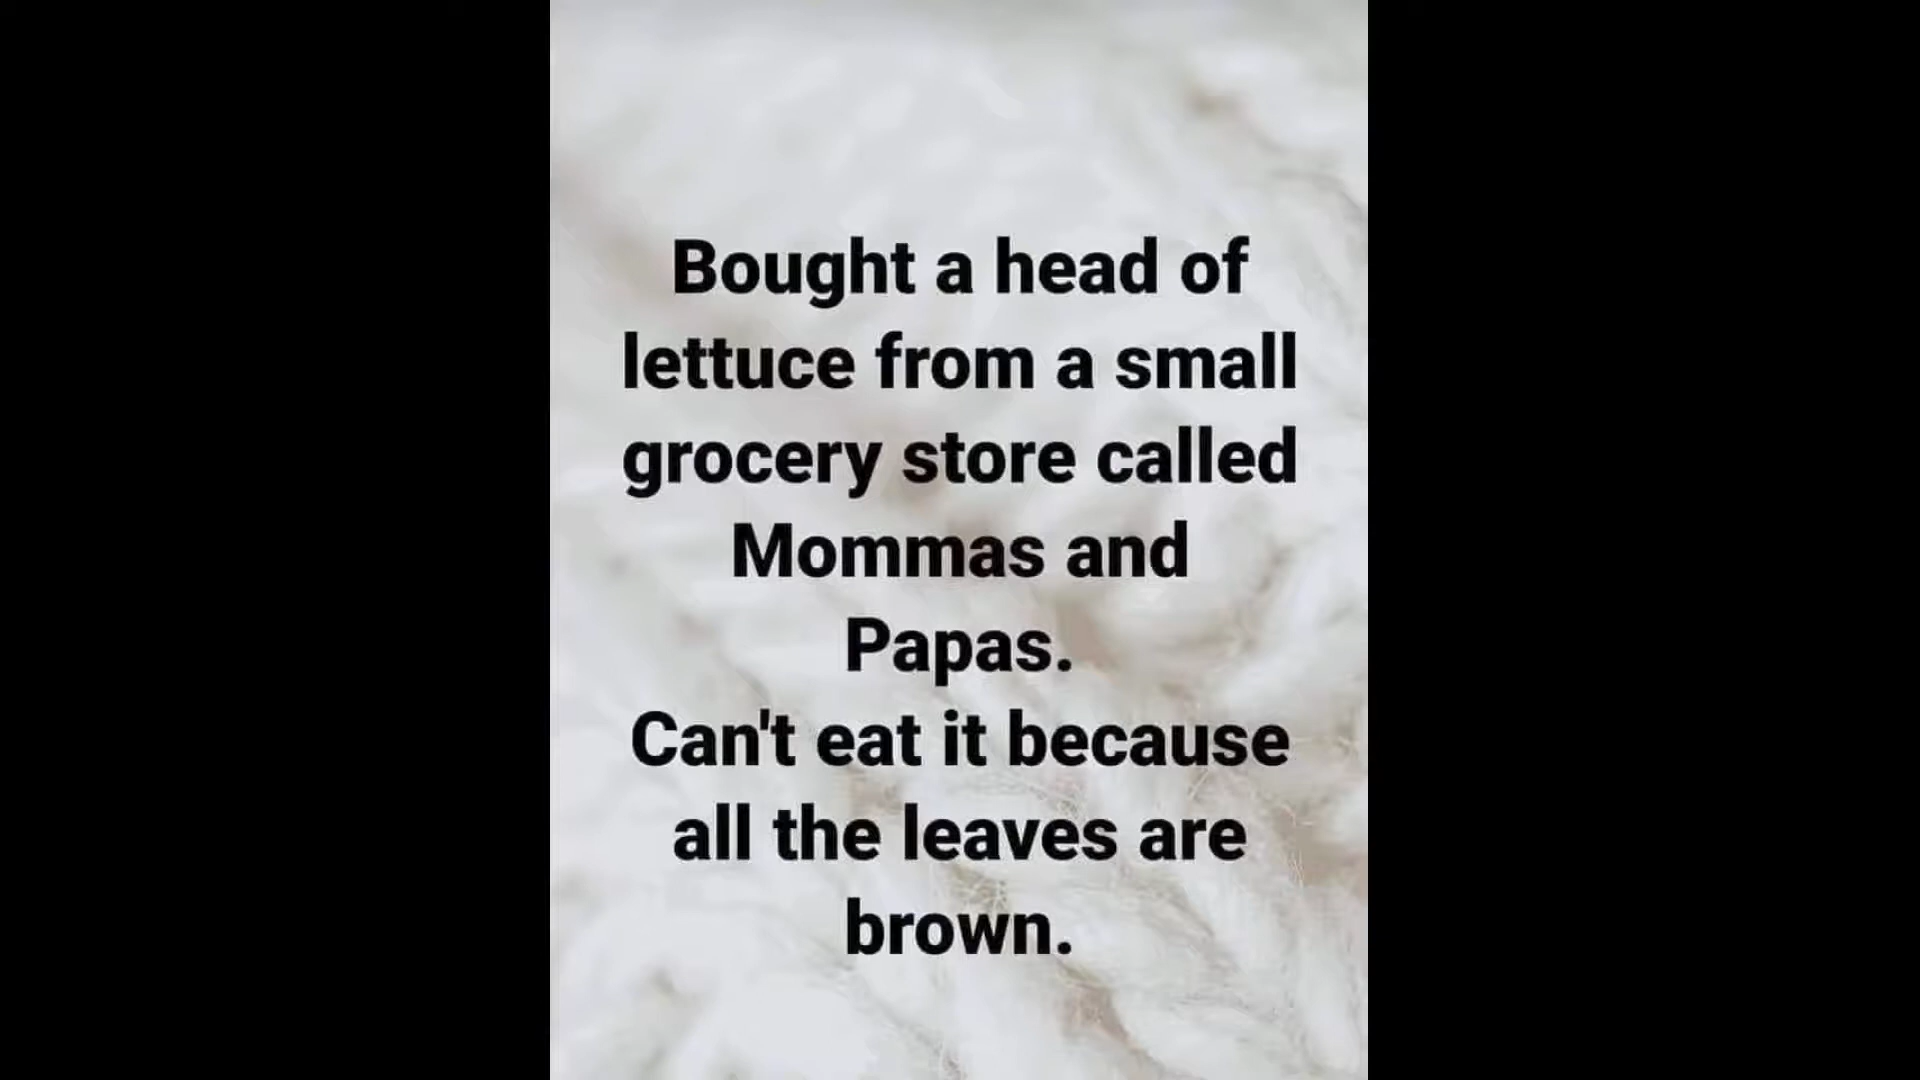 Bought a head of
lettuce from a small
grocery store called
Mommas and
Papas.
Can't eat it because
all the leaves are
brown.